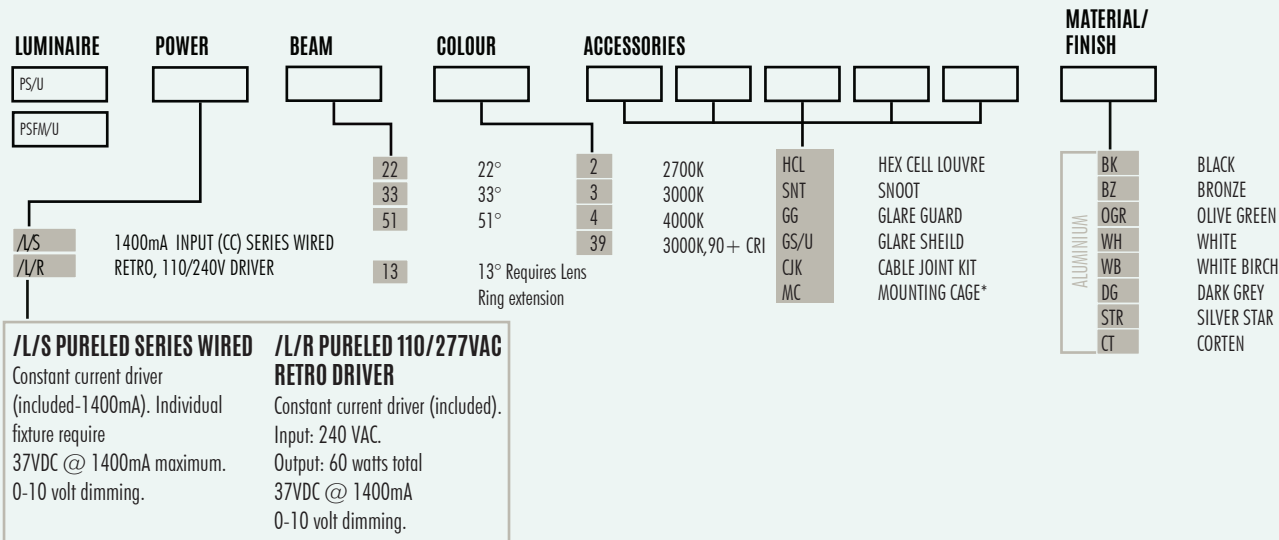 LUMINAIRE
PS/U
PSFM/U
POWER
/L/S 1400mA INPUT (CC) SERIES WIRED
/L/R RETRO, 110/240V DRIVER
/L/S PURELED SERIES WIRED
Constant current driver
(included-1400mA). Individual
fixture require
37VDC @ 1400mA maximum.
0-10 volt dimming.
/L/R PURELED 110/277VAC
RETRO DRIVER
Constant current driver (included).
Input: 240 VAC.
Output: 60 watts total
37VDC @ 1400mA
0-10 volt dimming.
BEAM
22 22°
33 33°
51 51°
13 13° Requires Lens
Ring extension
COLOUR
2 2700K
3 3000K
4 4000K
39 3000K,90+ CRI
ACCESSORIES
HCL HEX CELL LOUVRE
SNT SNOOT
GG GLARE GUARD
GS/U GLARE SHEILD
CJK CABLE JOINT KIT
MC MOUNTING CAGE*
MATERIAL/
FINISH
ALUMINIUM
BK BLACK
BZ BRONZE
OGR OLIVE GREEN
WH WHITE
WB WHITE BIRCH
DG DARK GREY
STR SILVER STAR
CT CORTEN